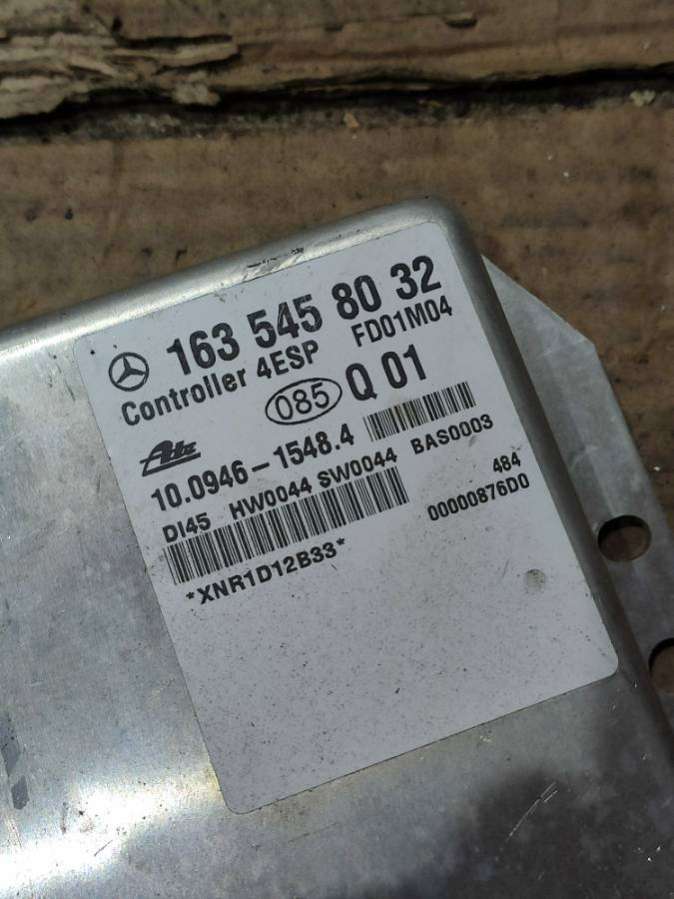 163 545 80 32
Controller 4ESP FD01M04
085 Q 01
Ate
10.0946-1548.4
DI45 HW0044 SW0044 BAS0003
484
00000876D0
*XNR1D12B33*